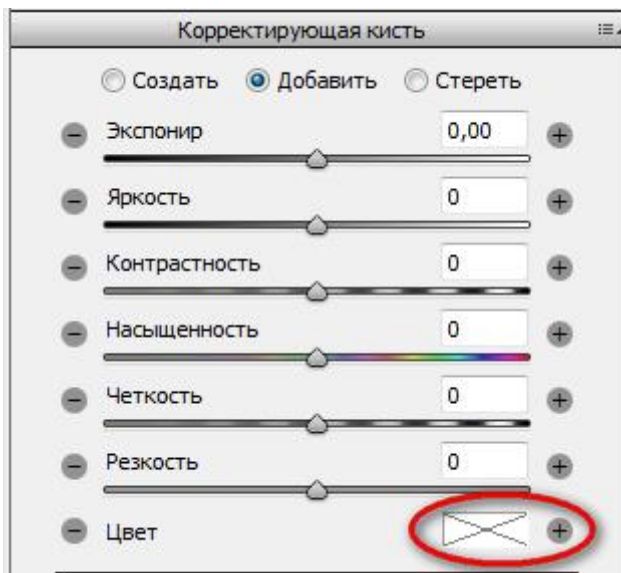 Корректирующая кисть
Создать Добавить Стереть
Экспонир 0,00
Яркость 0
Контрастность 0
Насыщенность 0
Четкость 0
Резкость 0
Цвет